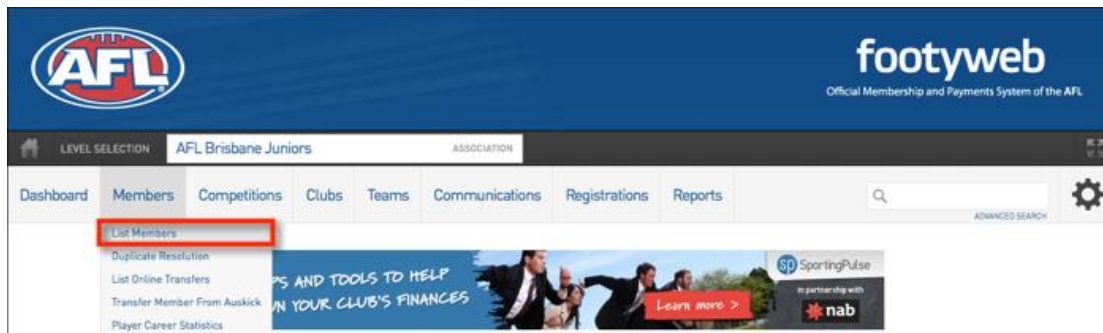 AFL
footyweb
Official Membership and Payments System of the AFL
LEVEL SELECTION AFL Brisbane Juniors ASSOCIATION
Dashboard Members Competitions Clubs Teams Communications Registrations Reports
ADVANCED SEARCH
List Members
Duplicate Resolution
List Online Transfers
Transfer Member From Auskick
Player Career Statistics
PS AND TOOLS TO HELP
N YOUR CLUB'S FINANCES
Learn more >
sp SportingPulse
in partnership with
nab